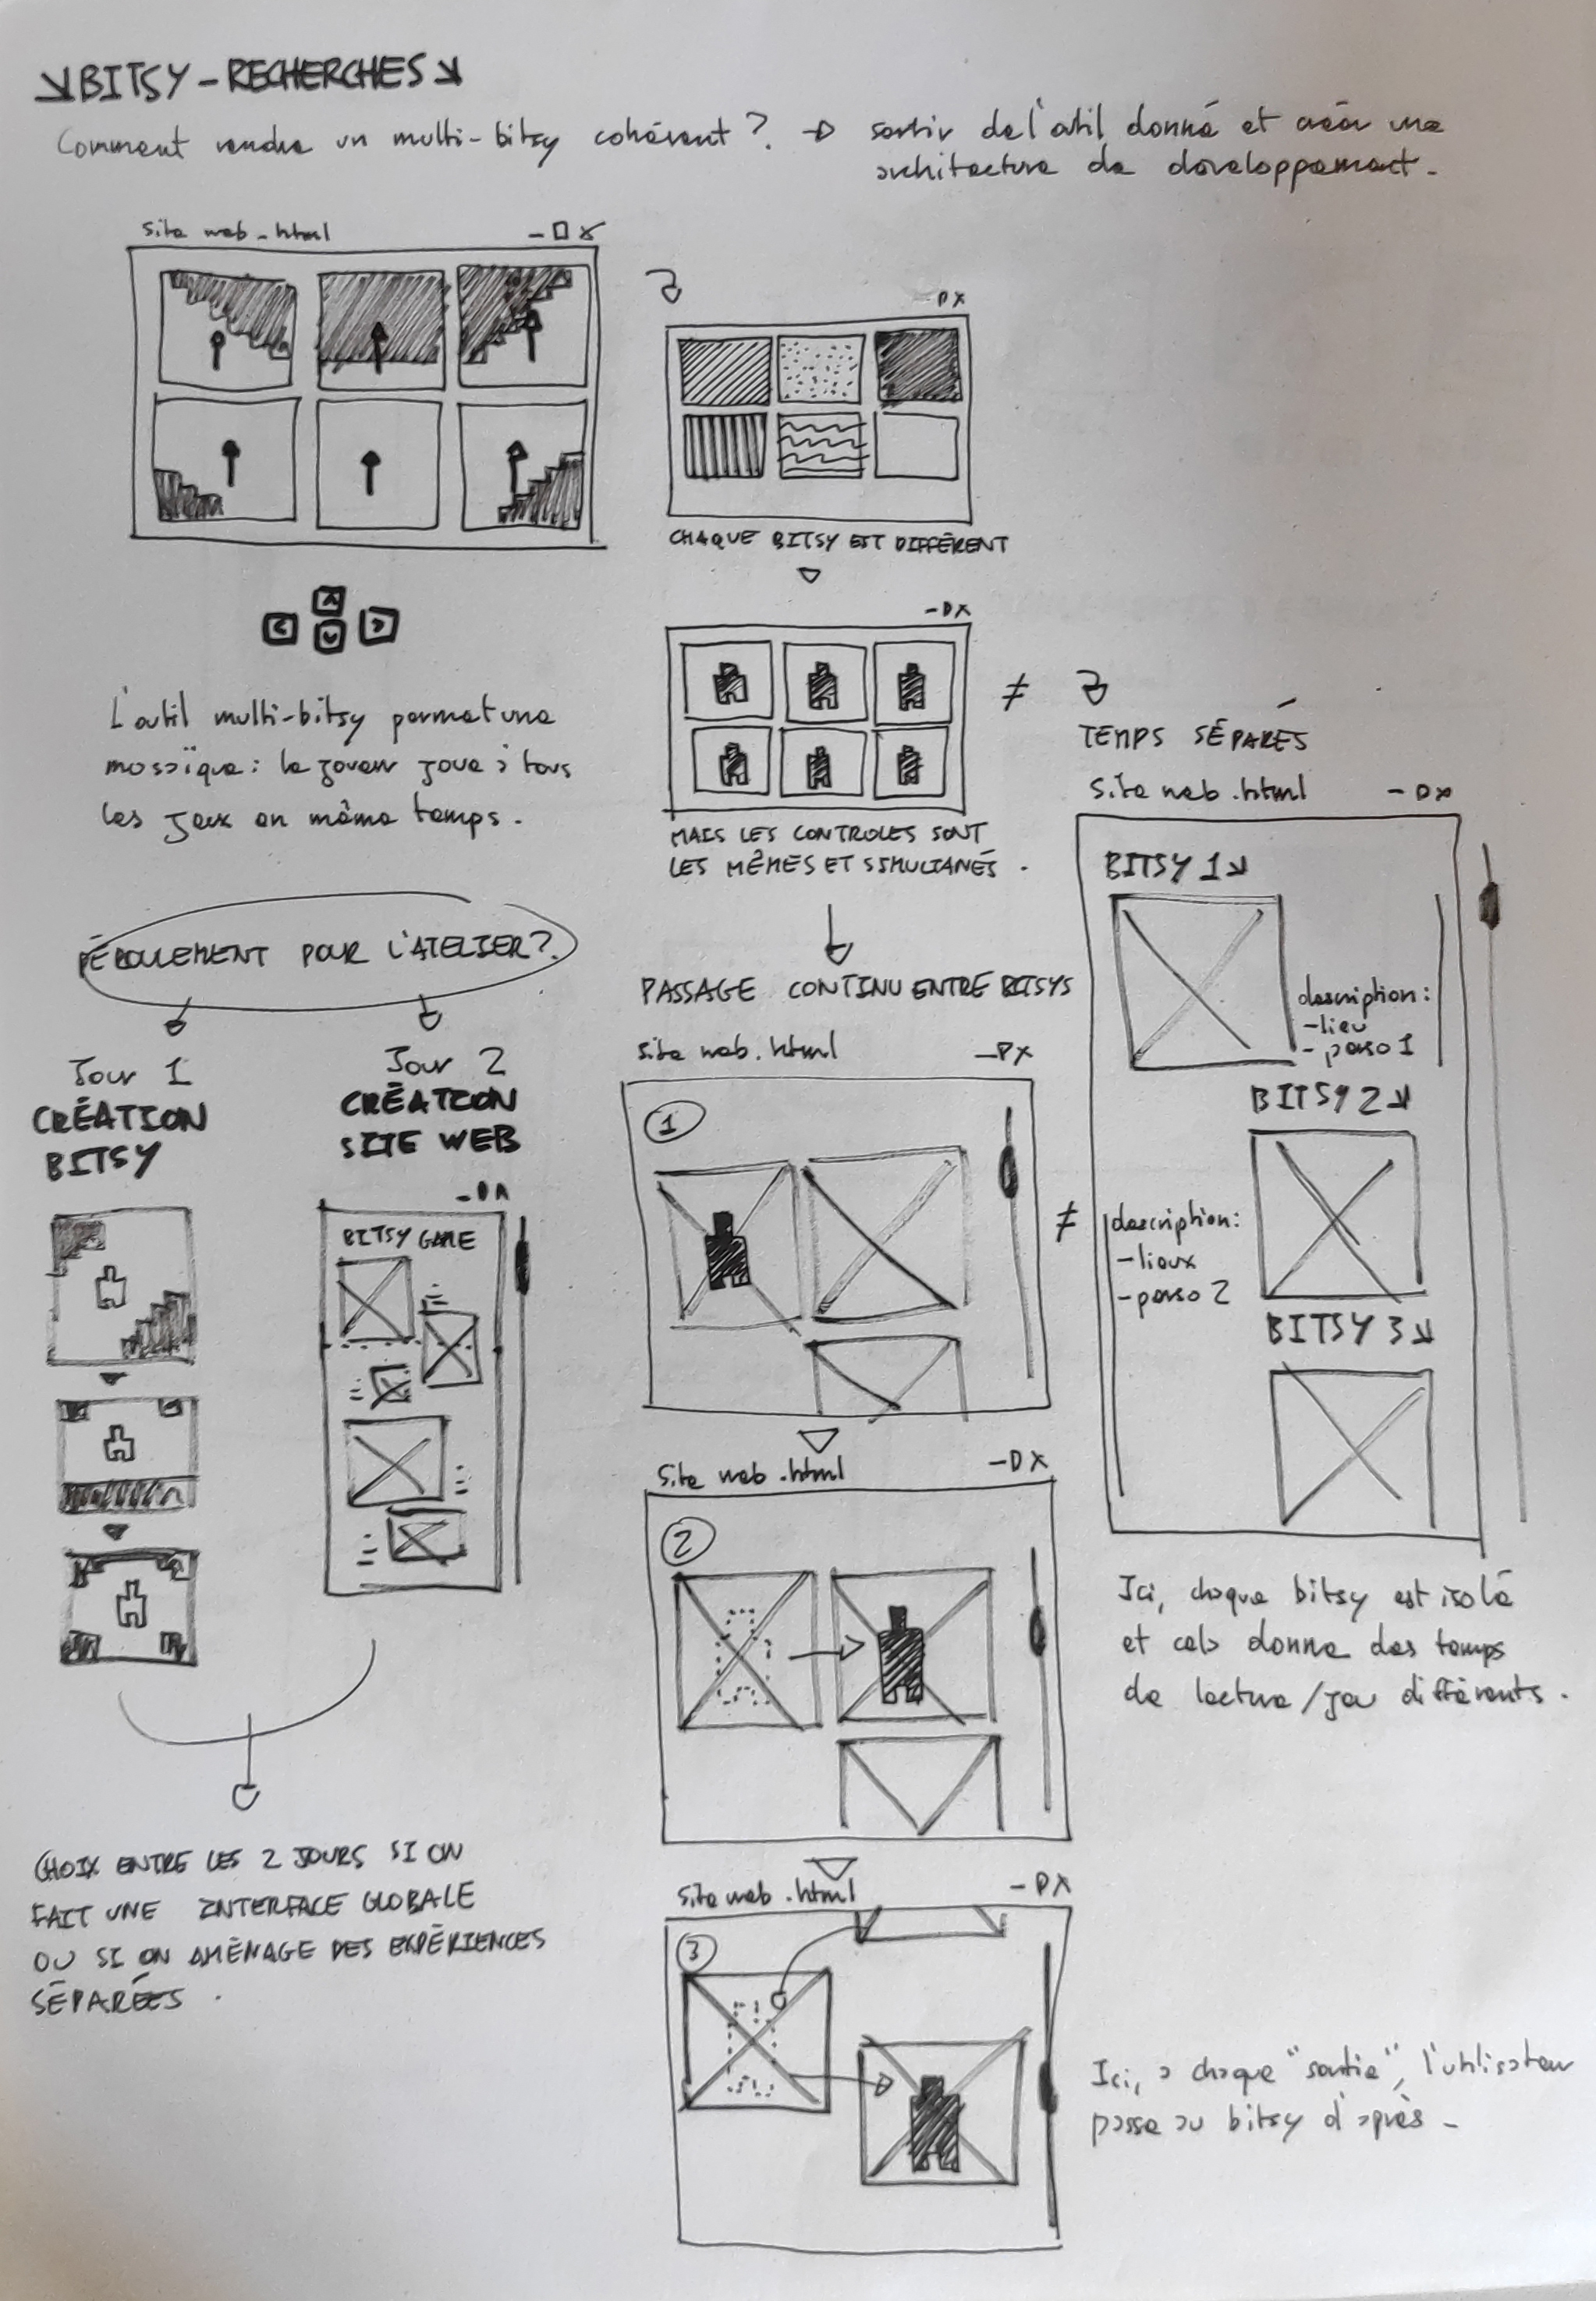 BITSY - RECHERCHES
Comment rendre un multi-bitsy cohérent ? → sortir de l'outil donné et créer une
architecture de développement.
site web.html - □ x
- □ x
CHAQUE BITSY EST DIFFÉRENT
L'outil multi-bitsy permet une
mosaïque : le joueur joue à tous
les jeux en même temps.
- □ x
MAIS LES CONTROLES SONT
LES MÊMES ET SIMULTANÉS.
≠
TEMPS SÉPARÉS
site web.html - □ x
BITSY 1
description :
- lieu
- perso 1
BITSY 2
description :
- lieux
- perso 2
BITSY 3
Ici, chaque bitsy est isolé
et cela donne des temps
de lecture/jeu différents.
PASSAGE CONTINU ENTRE BITSYS
site web.html - □ x
1
≠
site web.html - □ x
2
site web.html - □ x
3
Ici, à chaque "sortie", l'utilisateur
passe au bitsy d'après -
DÉROULEMENT POUR L'ATELIER ?
Jour 1
CRÉATION
BITSY
Jour 2
CRÉATION
SITE WEB
- □ x
BITSY GAME
CHOIX ENTRE LES 2 JOURS SI ON
FAIT UNE INTERFACE GLOBALE
OU SI ON AMÉNAGE DES EXPÉRIENCES
SÉPARÉES.